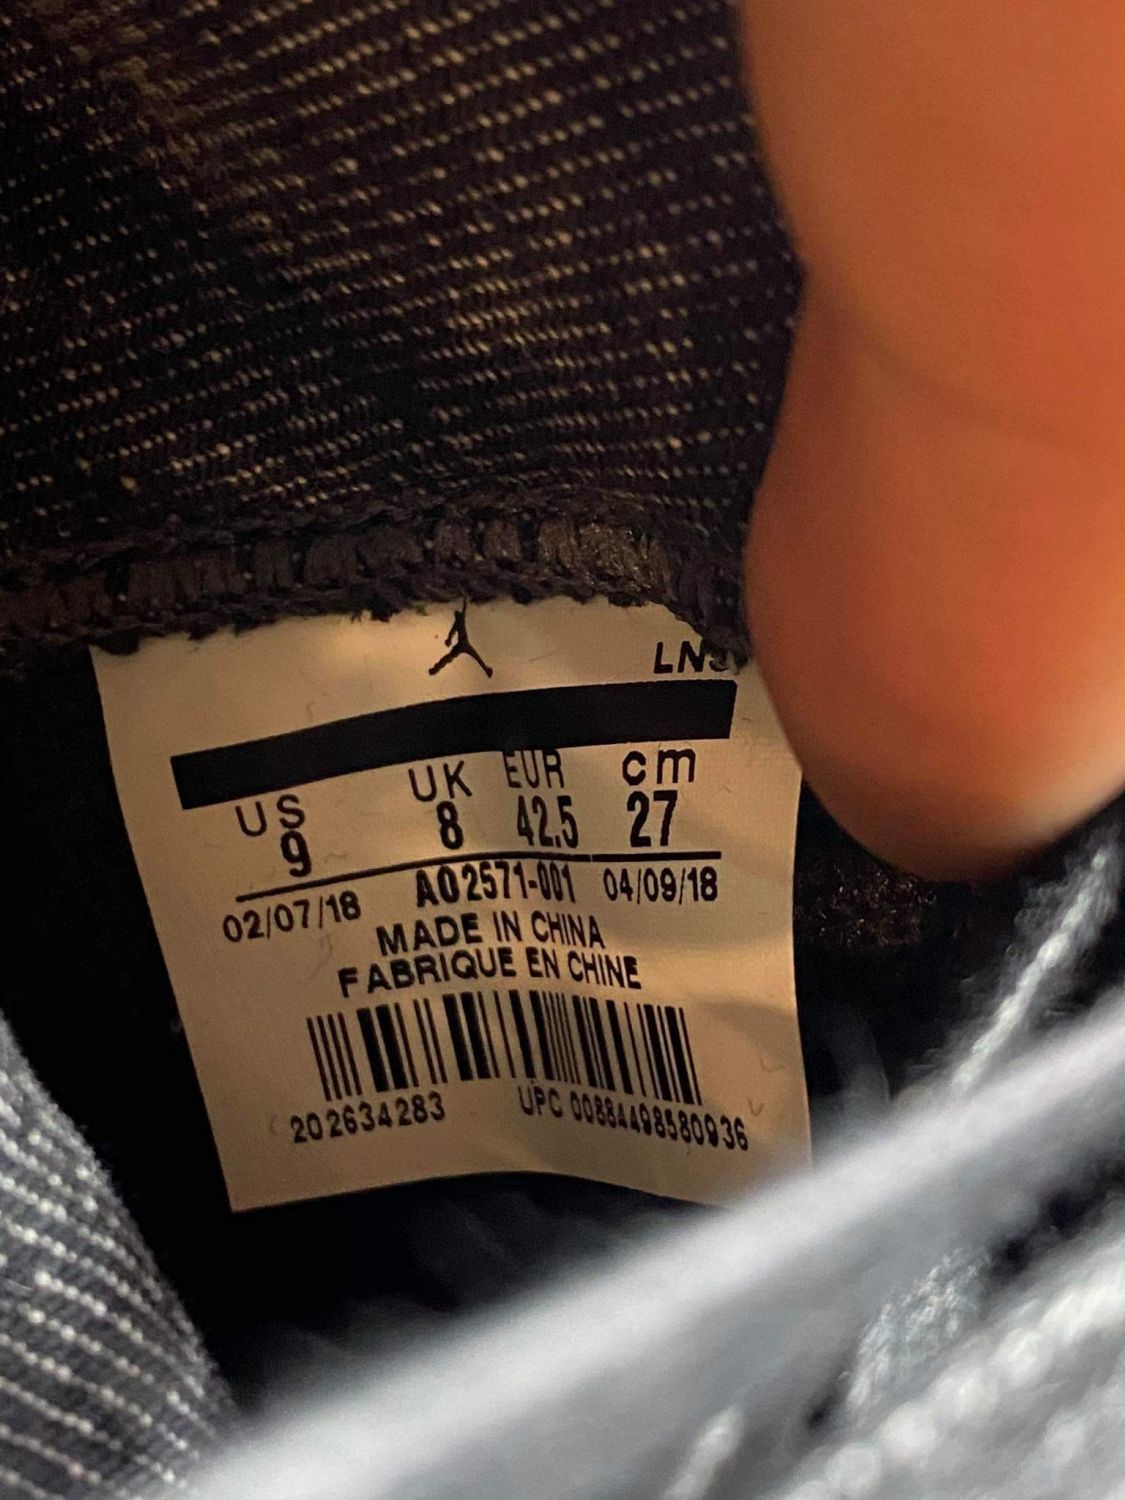 US UK EUR cm
9 8 42.5 27
02/07/18 AO2571-001 04/09/18
MADE IN CHINA
FABRIQUE EN CHINE
202634283 UPC 00884498580936